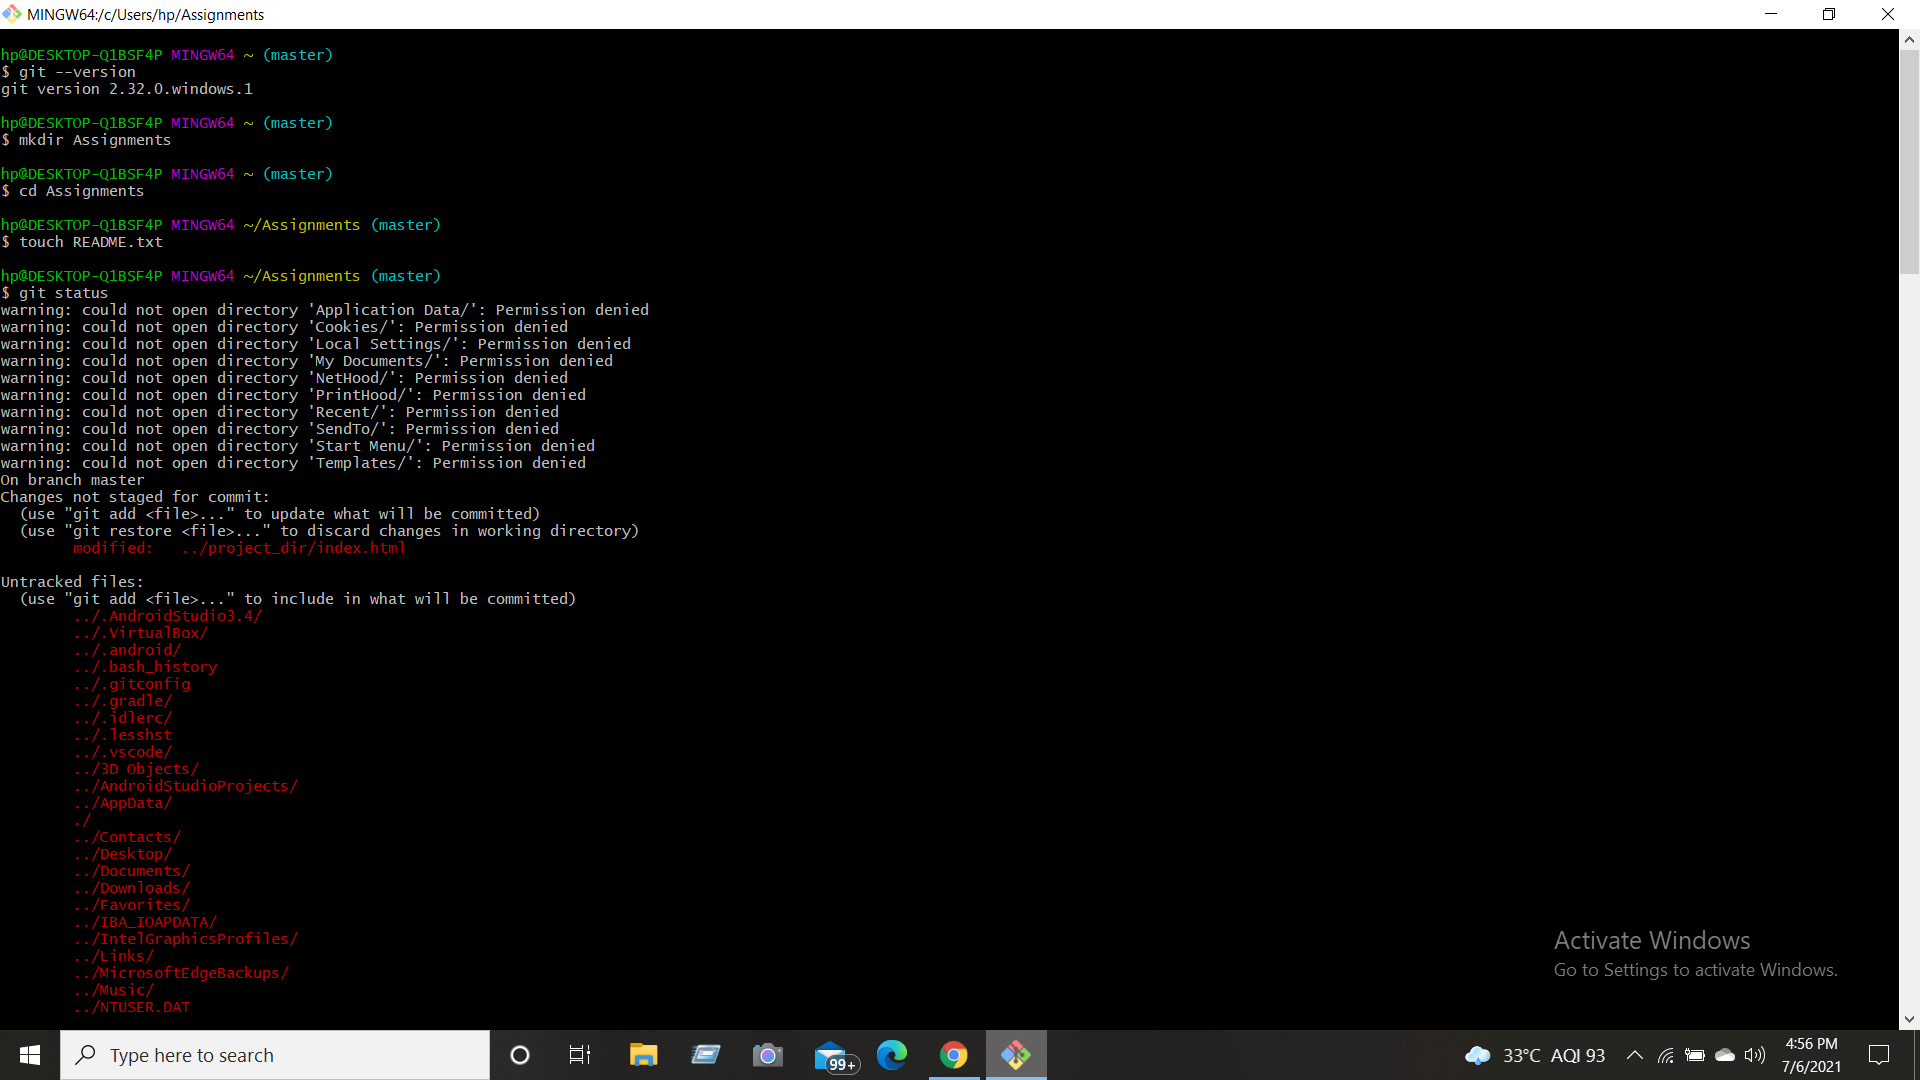 MINGW64:/c/Users/hp/Assignments
hp@DESKTOP-Q1BSF4P MINGW64 ~ (master)
$ git --version
git version 2.32.0.windows.1
hp@DESKTOP-Q1BSF4P MINGW64 ~ (master)
$ mkdir Assignments
hp@DESKTOP-Q1BSF4P MINGW64 ~ (master)
$ cd Assignments
hp@DESKTOP-Q1BSF4P MINGW64 ~/Assignments (master)
$ touch README.txt
hp@DESKTOP-Q1BSF4P MINGW64 ~/Assignments (master)
$ git status
warning: could not open directory 'Application Data/': Permission denied
warning: could not open directory 'Cookies/': Permission denied
warning: could not open directory 'Local Settings/': Permission denied
warning: could not open directory 'My Documents/': Permission denied
warning: could not open directory 'NetHood/': Permission denied
warning: could not open directory 'PrintHood/': Permission denied
warning: could not open directory 'Recent/': Permission denied
warning: could not open directory 'SendTo/': Permission denied
warning: could not open directory 'Start Menu/': Permission denied
warning: could not open directory 'Templates/': Permission denied
On branch master
Changes not staged for commit:
  (use "git add <file>..." to update what will be committed)
  (use "git restore <file>..." to discard changes in working directory)
        modified:   ../project_dir/index.html
Untracked files:
  (use "git add <file>..." to include in what will be committed)
        ../.AndroidStudio3.4/
        ../.VirtualBox/
        ../.android/
        ../.bash_history
        ../.gitconfig
        ../.gradle/
        ../.idlerc/
        ../.lesshst
        ../.vscode/
        ../3D Objects/
        ../AndroidStudioProjects/
        ../AppData/
        ./
        ../Contacts/
        ../Desktop/
        ../Documents/
        ../Downloads/
        ../Favorites/
        ../IBA_IOAPDATA/
        ../IntelGraphicsProfiles/
        ../Links/
        ../MicrosoftEdgeBackups/
        ../Music/
        ../NTUSER.DAT
Activate Windows
Go to Settings to activate Windows.
Type here to search
99+
33°C AQI 93
4:56 PM
7/6/2021